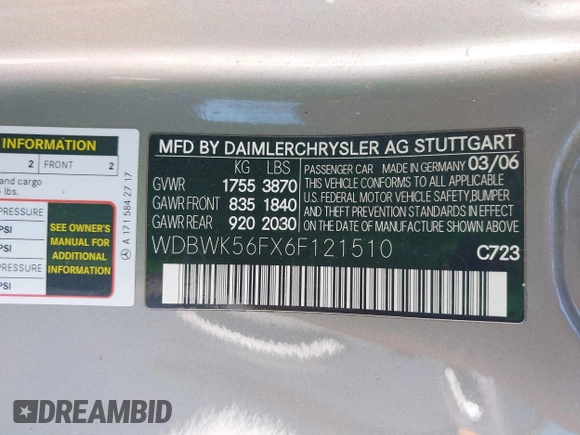 INFORMATION
2 FRONT 2
and cargo
lbs.
SEE OWNER'S
MANUAL FOR
ADDITIONAL
INFORMATION
PSI
PSI
PSI
A 171 584 27 17
MFD BY DAIMLERCHRYSLER AG STUTTGART
KG LBS
GVWR 1755 3870
GAWR FRONT 835 1840
GAWR REAR 920 2030
PASSENGER CAR MADE IN GERMANY 03/06
THIS VEHICLE CONFORMS TO ALL APPLICABLE
U.S. FEDERAL MOTOR VEHICLE SAFETY,BUMPER
AND THEFT PREVENTION STANDARDS IN EFFECT
ON THE DATE OF MANUFACTURE SHOWN ABOVE.
WDBWK56FX6F121510
C723
DREAMBID